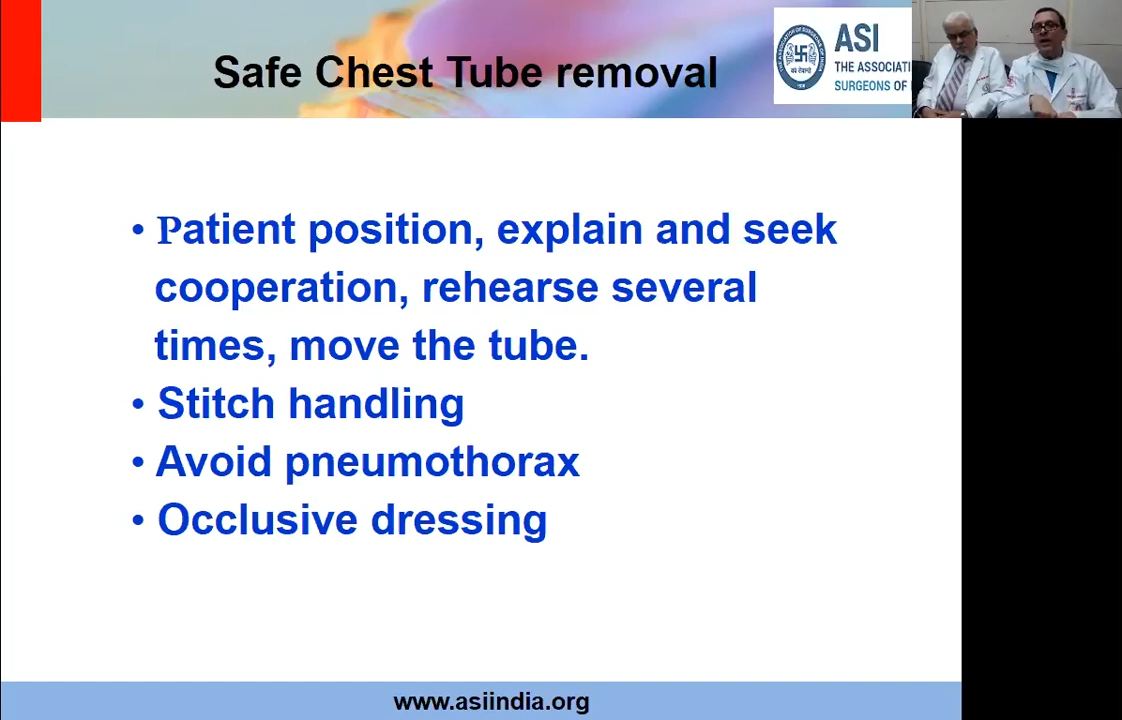 Safe Chest Tube removal
ASI
THE ASSOCIATI
SURGEONS OF
• Patient position, explain and seek
cooperation, rehearse several
times, move the tube.
• Stitch handling
• Avoid pneumothorax
• Occlusive dressing
www.asiindia.org